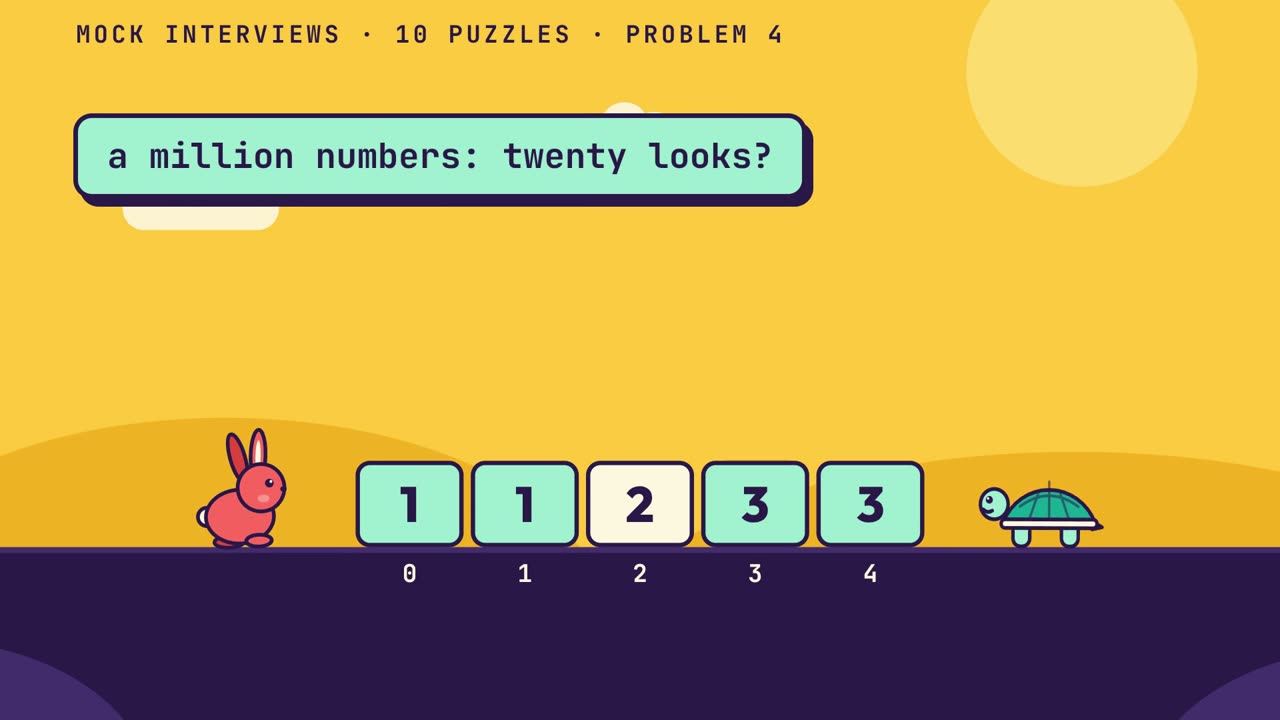 MOCK INTERVIEWS · 10 PUZZLES · PROBLEM 4
a million numbers: twenty looks?
1 1 2 3 3
0 1 2 3 4